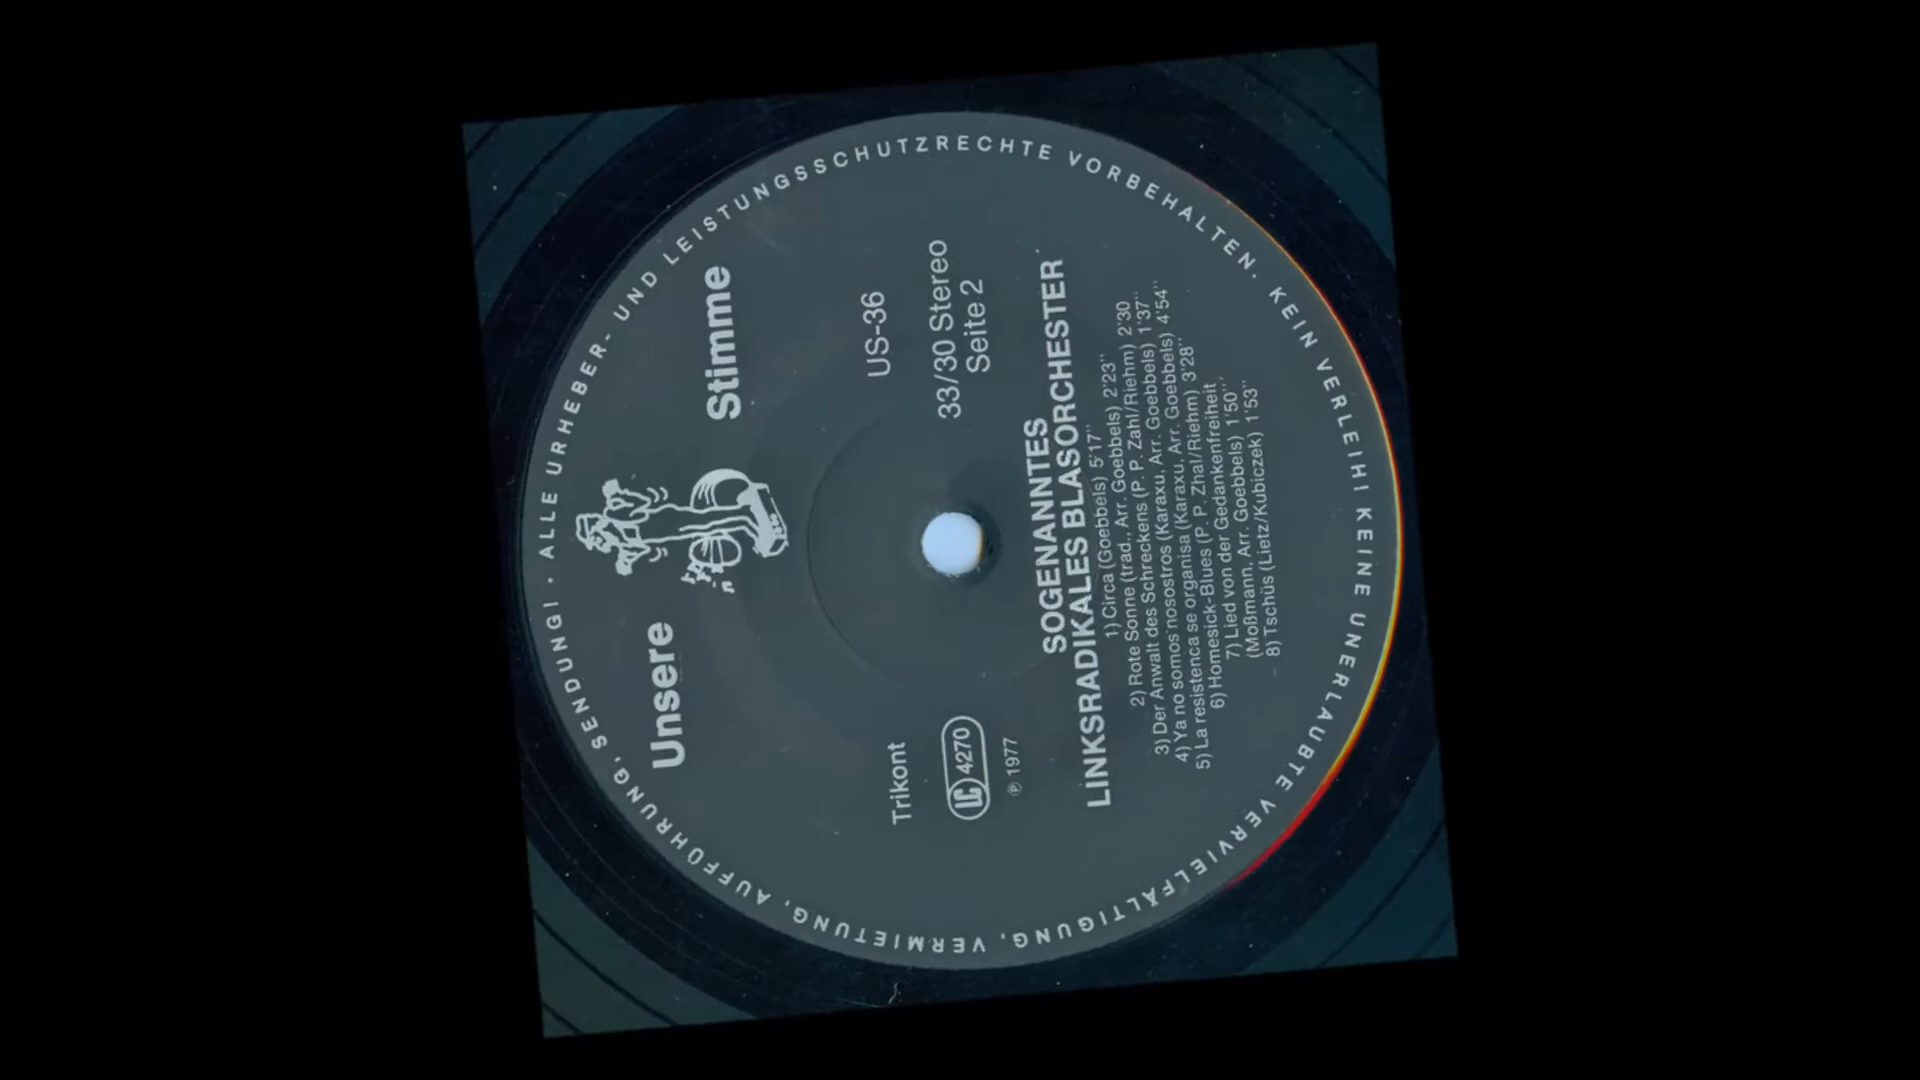 ALLE URHEBER- UND LEISTUNGSSCHUTZRECHTE VORBEHALTEN. KEIN VERLEIH! KEINE UNERLAUBTE VERVIELFÄLTIGUNG, VERMIETUNG, AUFFÜHRUNG, SENDUNG!
Unsere Stimme
Trikont US-36
LC 4270 33/30 Stereo
℗ 1977 Seite 2
SOGENANNTES
LINKSRADIKALES BLASORCHESTER
1) Circa (Goebbels) 5'17''
2) Rote Sonne (trad., Arr. Goebbels) 2'23''
3) Der Anwalt des Schreckens (P. P. Zahl/Riehm) 2'30
4) Ya no somos nosostros (Karaxu, Arr. Goebbels) 1'37''
5) La resistenca se organisa (Karaxu, Arr. Goebbels) 4'54''
6) Homesick-Blues (P. P. Zhal/Riehm) 3'28''
7) Lied von der Gedankenfreiheit
(Moßmann, Arr. Goebbels) 1'50''
8) Tschüs (Lietz/Kubiczek) 1'53''